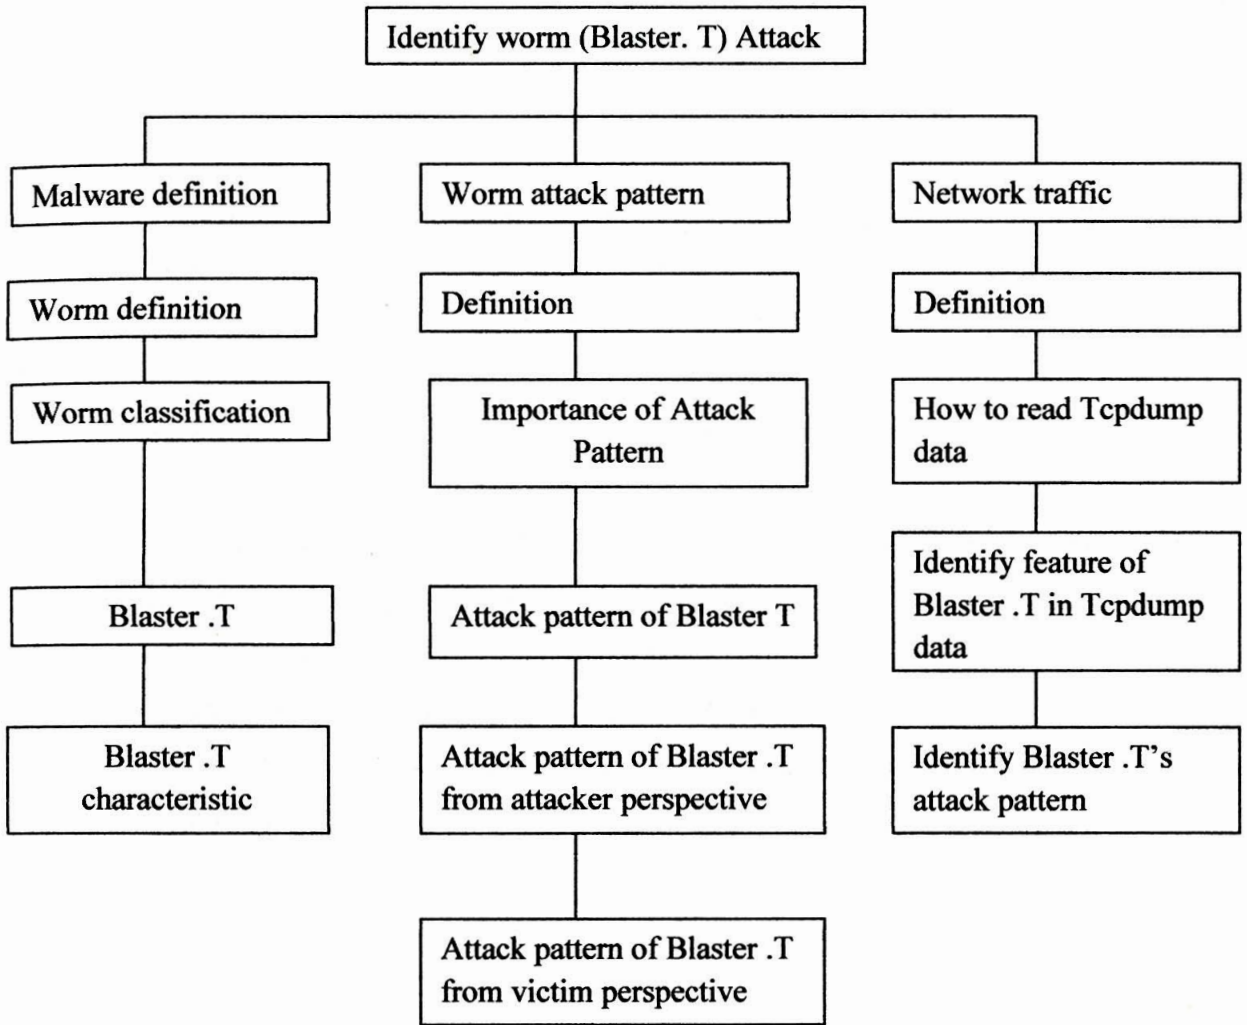 Identify worm (Blaster. T) Attack
Malware definition
Worm definition
Worm classification
Blaster .T
Blaster .T
characteristic
Worm attack pattern
Definition
Importance of Attack
Pattern
Attack pattern of Blaster T
Attack pattern of Blaster .T
from attacker perspective
Attack pattern of Blaster .T
from victim perspective
Network traffic
Definition
How to read Tcpdump
data
Identify feature of
Blaster .T in Tcpdump
data
Identify Blaster .T's
attack pattern